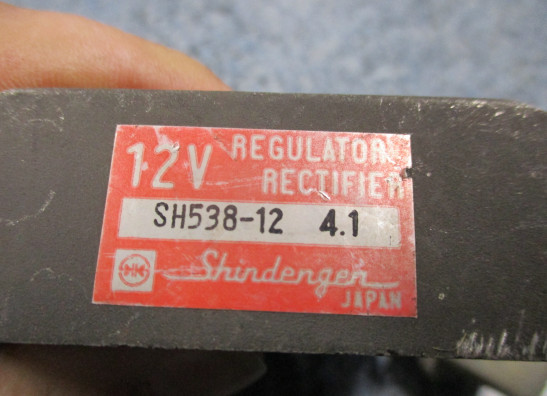 12V REGULATOR
RECTIFIER
SH538-12 4.1
Shindengen
JAPAN